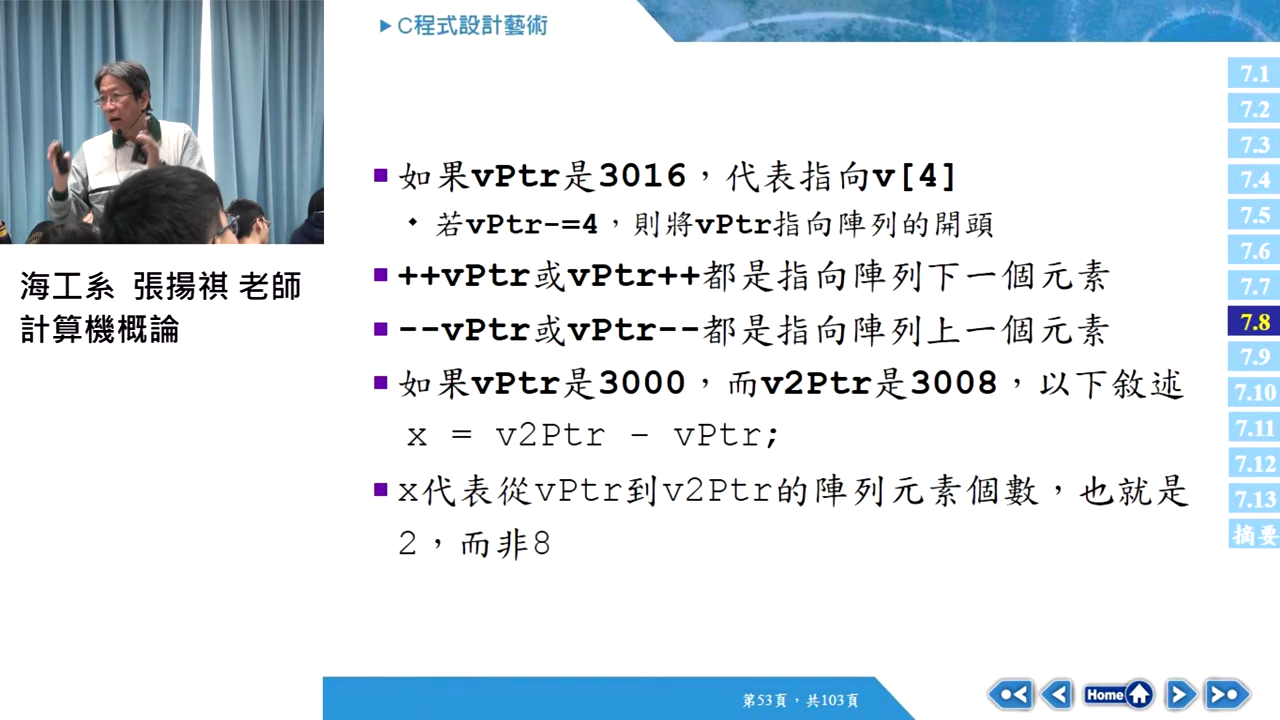 C程式設計藝術
海工系 張揚祺 老師
計算機概論
如果vPtr是3016，代表指向v[4]
若vPtr-=4，則將vPtr指向陣列的開頭
++vPtr或vPtr++都是指向陣列下一個元素
--vPtr或vPtr--都是指向陣列上一個元素
如果vPtr是3000，而v2Ptr是3008，以下敘述
x = v2Ptr - vPtr;
x代表從vPtr到v2Ptr的陣列元素個數，也就是
2，而非8
7.1
7.2
7.3
7.4
7.5
7.6
7.7
7.8
7.9
7.10
7.11
7.12
7.13
摘要
第53頁，共103頁
Home